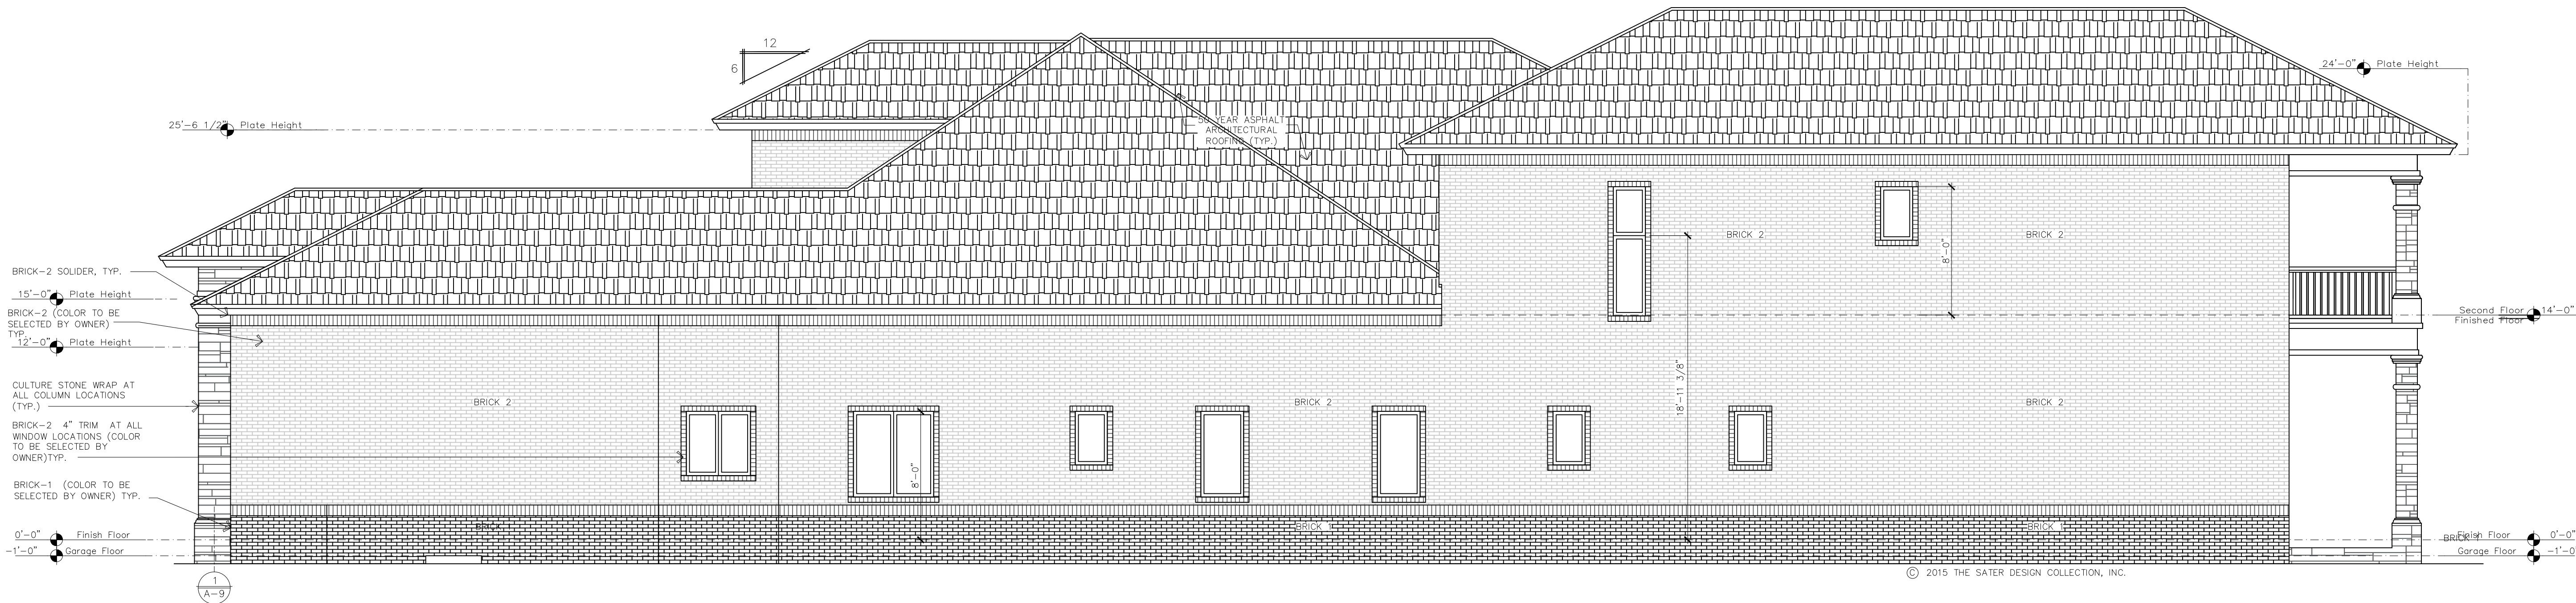 12
6
24'-0" Plate Height
25'-6 1/2" Plate Height
50 YEAR ASPHALT
ARCHITECTURAL
ROOFING (TYP.)
BRICK 2
BRICK 2
8'-0"
BRICK-2 SOLIDER, TYP.
15'-0" Plate Height
BRICK-2 (COLOR TO BE
SELECTED BY OWNER)
TYP.
12'-0" Plate Height
Second Floor 14'-0"
Finished Floor
18'-11 3/8"
CULTURE STONE WRAP AT
ALL COLUMN LOCATIONS
(TYP.)
BRICK 2
BRICK 2
BRICK 2
BRICK-2 4" TRIM AT ALL
WINDOW LOCATIONS (COLOR
TO BE SELECTED BY
OWNER)TYP.
8'-0"
BRICK-1 (COLOR TO BE
SELECTED BY OWNER) TYP.
BRICK
BRICK 1
BRICK 1
0'-0" Finish Floor
-1'-0" Garage Floor
BRICK 1
Finish Floor 0'-0"
Garage Floor -1'-0
© 2015 THE SATER DESIGN COLLECTION, INC.
1
A-9